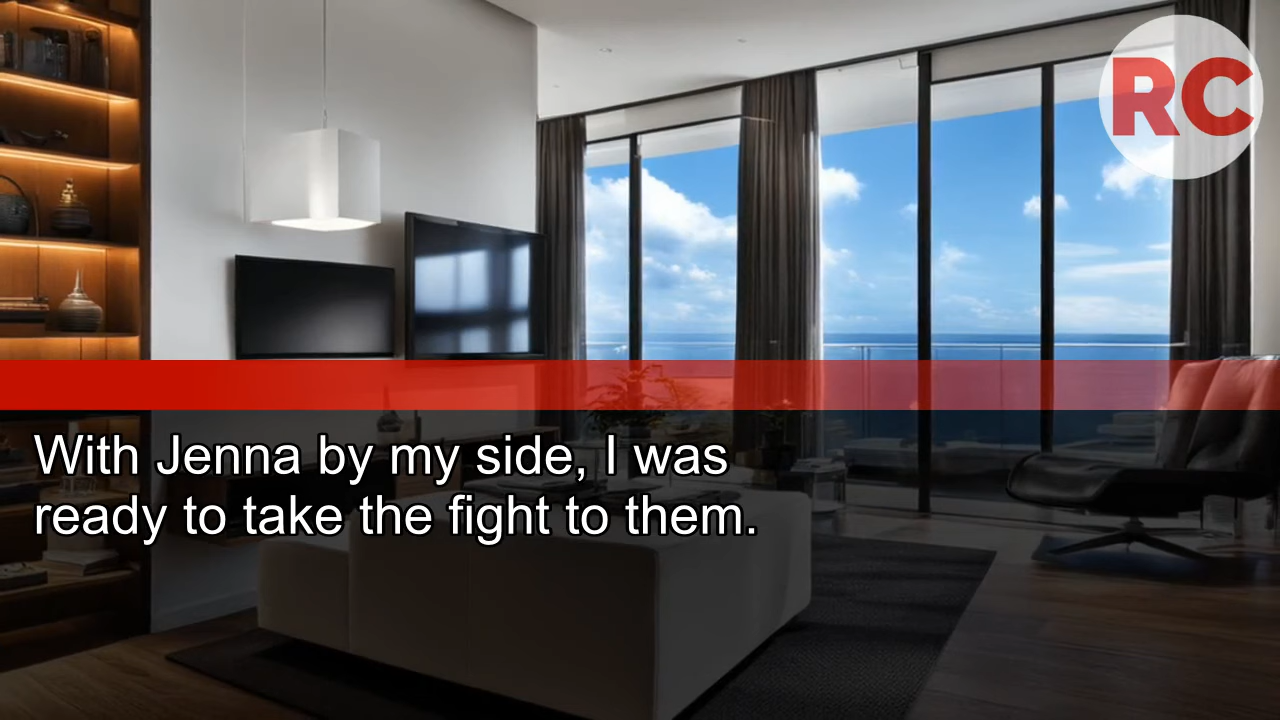 RC
With Jenna by my side, I was
ready to take the fight to them.